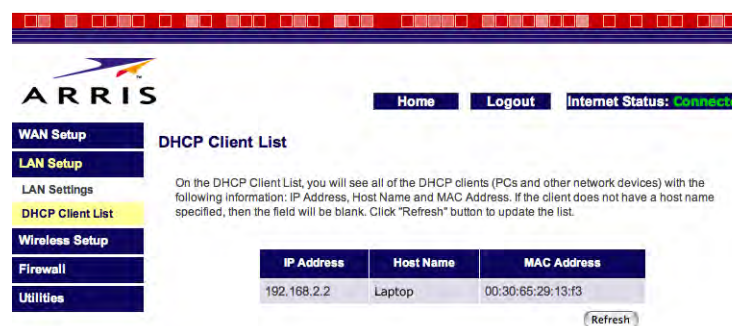 ARRIS
Home Logout Internet Status: Connecte
WAN Setup
LAN Setup
LAN Settings
DHCP Client List
Wireless Setup
Firewall
Utilities
DHCP Client List
On the DHCP Client List, you will see all of the DHCP clients (PCs and other network devices) with the
following information: IP Address, Host Name and MAC Address. If the client does not have a host name
specified, then the field will be blank. Click "Refresh" button to update the list.
IP Address Host Name MAC Address
192.168.2.2 Laptop 00:30:65:29:13:f3
Refresh